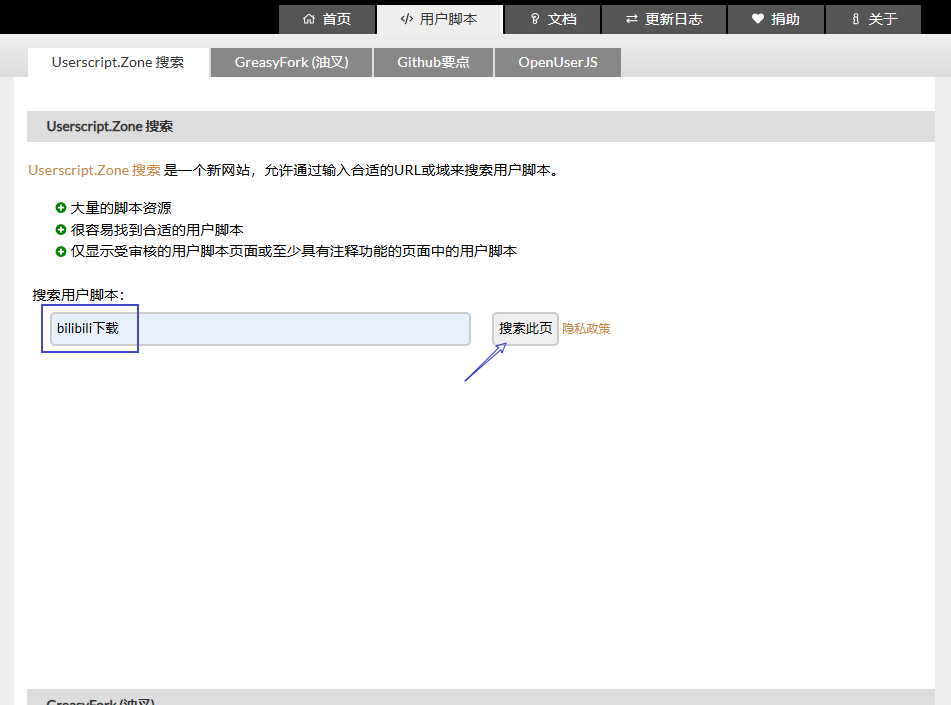 首页 用户脚本 文档 更新日志 捐助 关于
Userscript.Zone 搜索 GreasyFork (油叉) Github要点 OpenUserJS
Userscript.Zone 搜索
Userscript.Zone 搜索 是一个新网站，允许通过输入合适的URL或域来搜索用户脚本。
大量的脚本资源
很容易找到合适的用户脚本
仅显示受审核的用户脚本页面或至少具有注释功能的页面中的用户脚本
搜索用户脚本：
bilibili下载 搜索此页 隐私政策
GreasyFork (油叉)